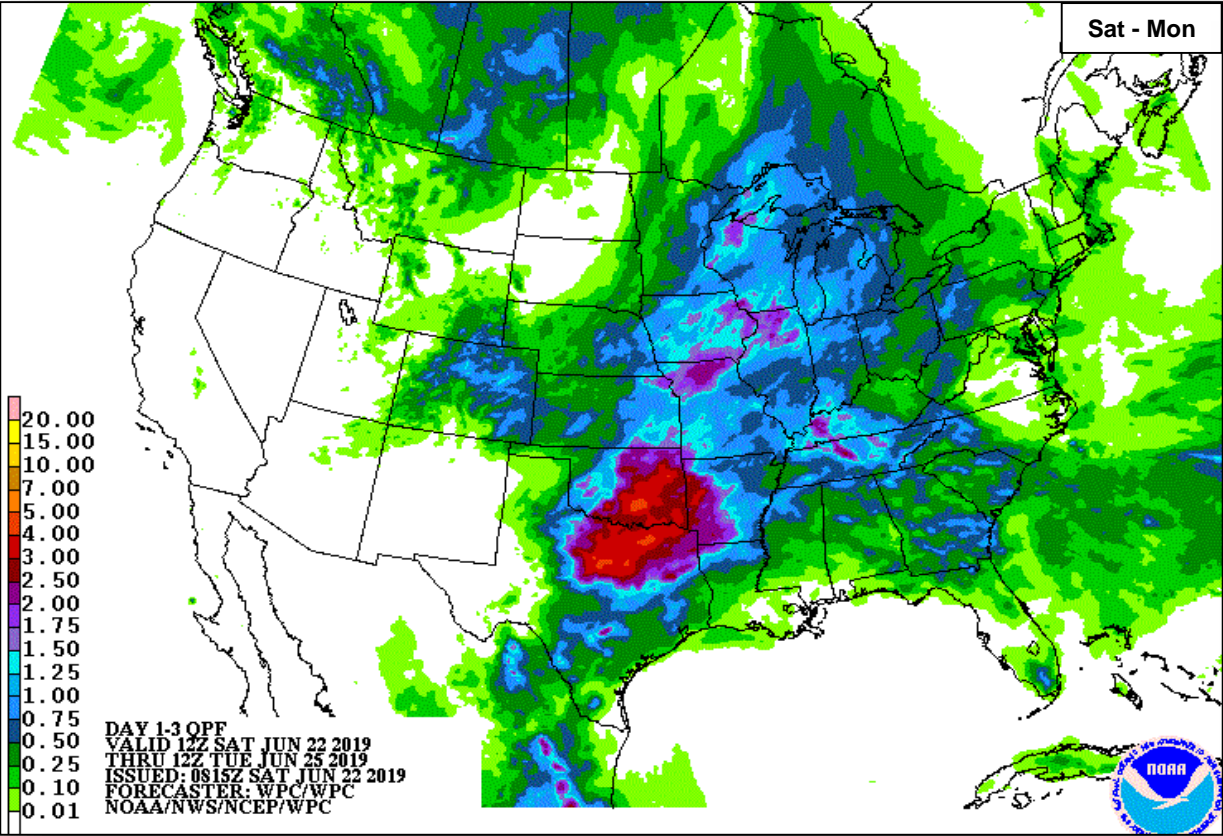 Sat - Mon
20.00
15.00
10.00
7.00
5.00
4.00
3.00
2.50
2.00
1.75
1.50
1.25
1.00
0.75
0.50
0.25
0.10
0.01
DAY 1-3 QPF
VALID 12Z SAT JUN 22 2019
THRU 12Z TUE JUN 25 2019
ISSUED: 0815Z SAT JUN 22 2019
FORECASTER: WPC/WPC
NOAA/NWS/NCEP/WPC
NOAA